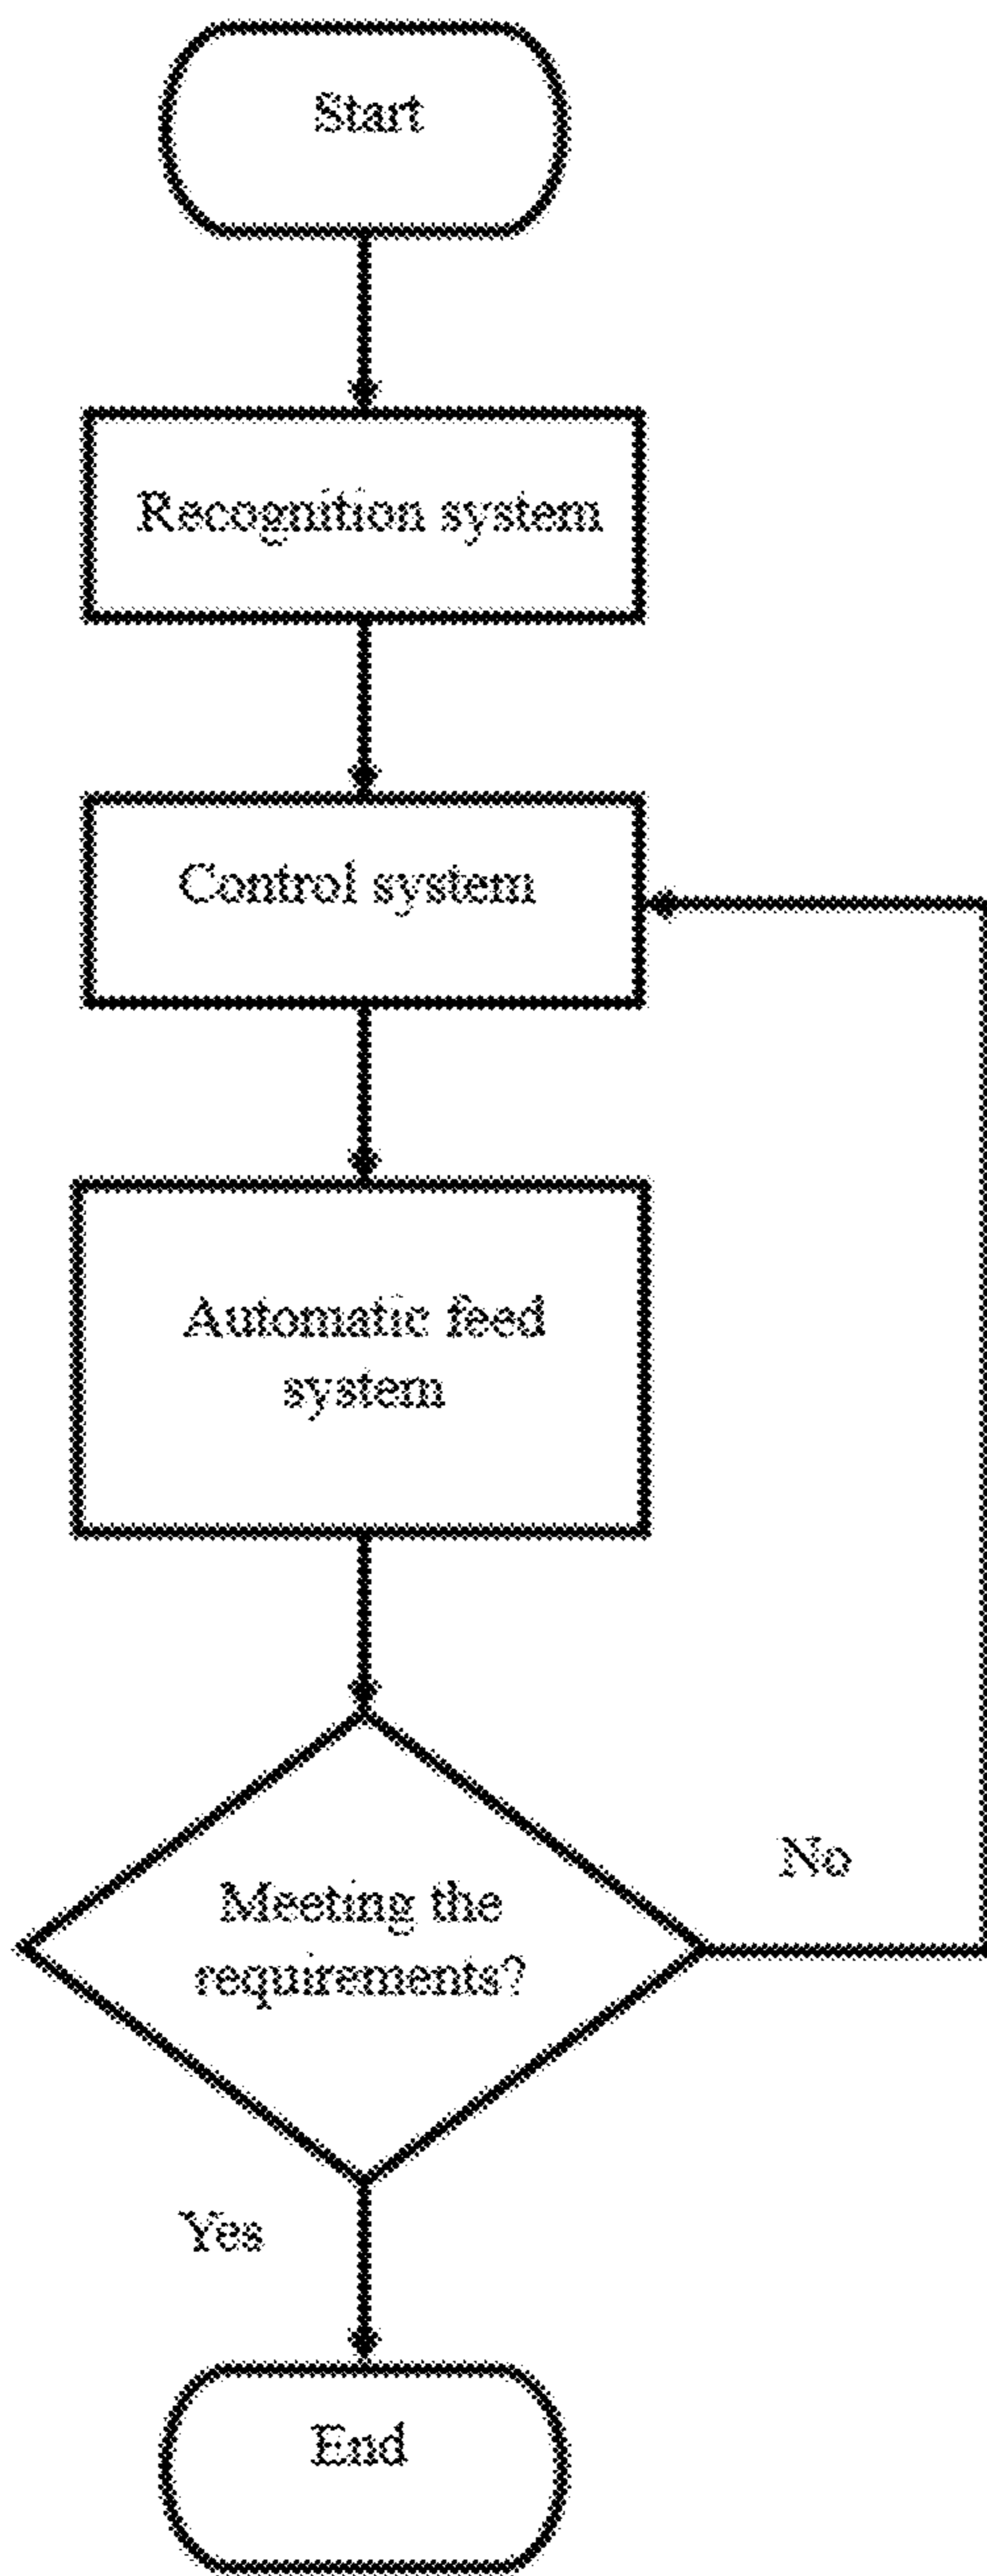 Start
Recognition system
Control system
Automatic feed
system
Meeting the
requirements?
No
Yes
End